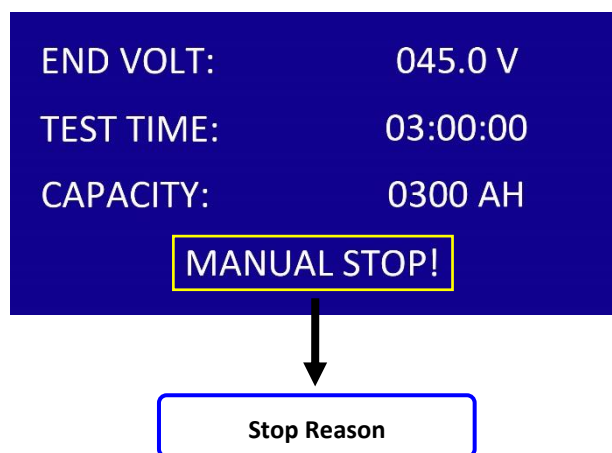 END VOLT: 045.0 V
TEST TIME: 03:00:00
CAPACITY: 0300 AH
MANUAL STOP!
Stop Reason